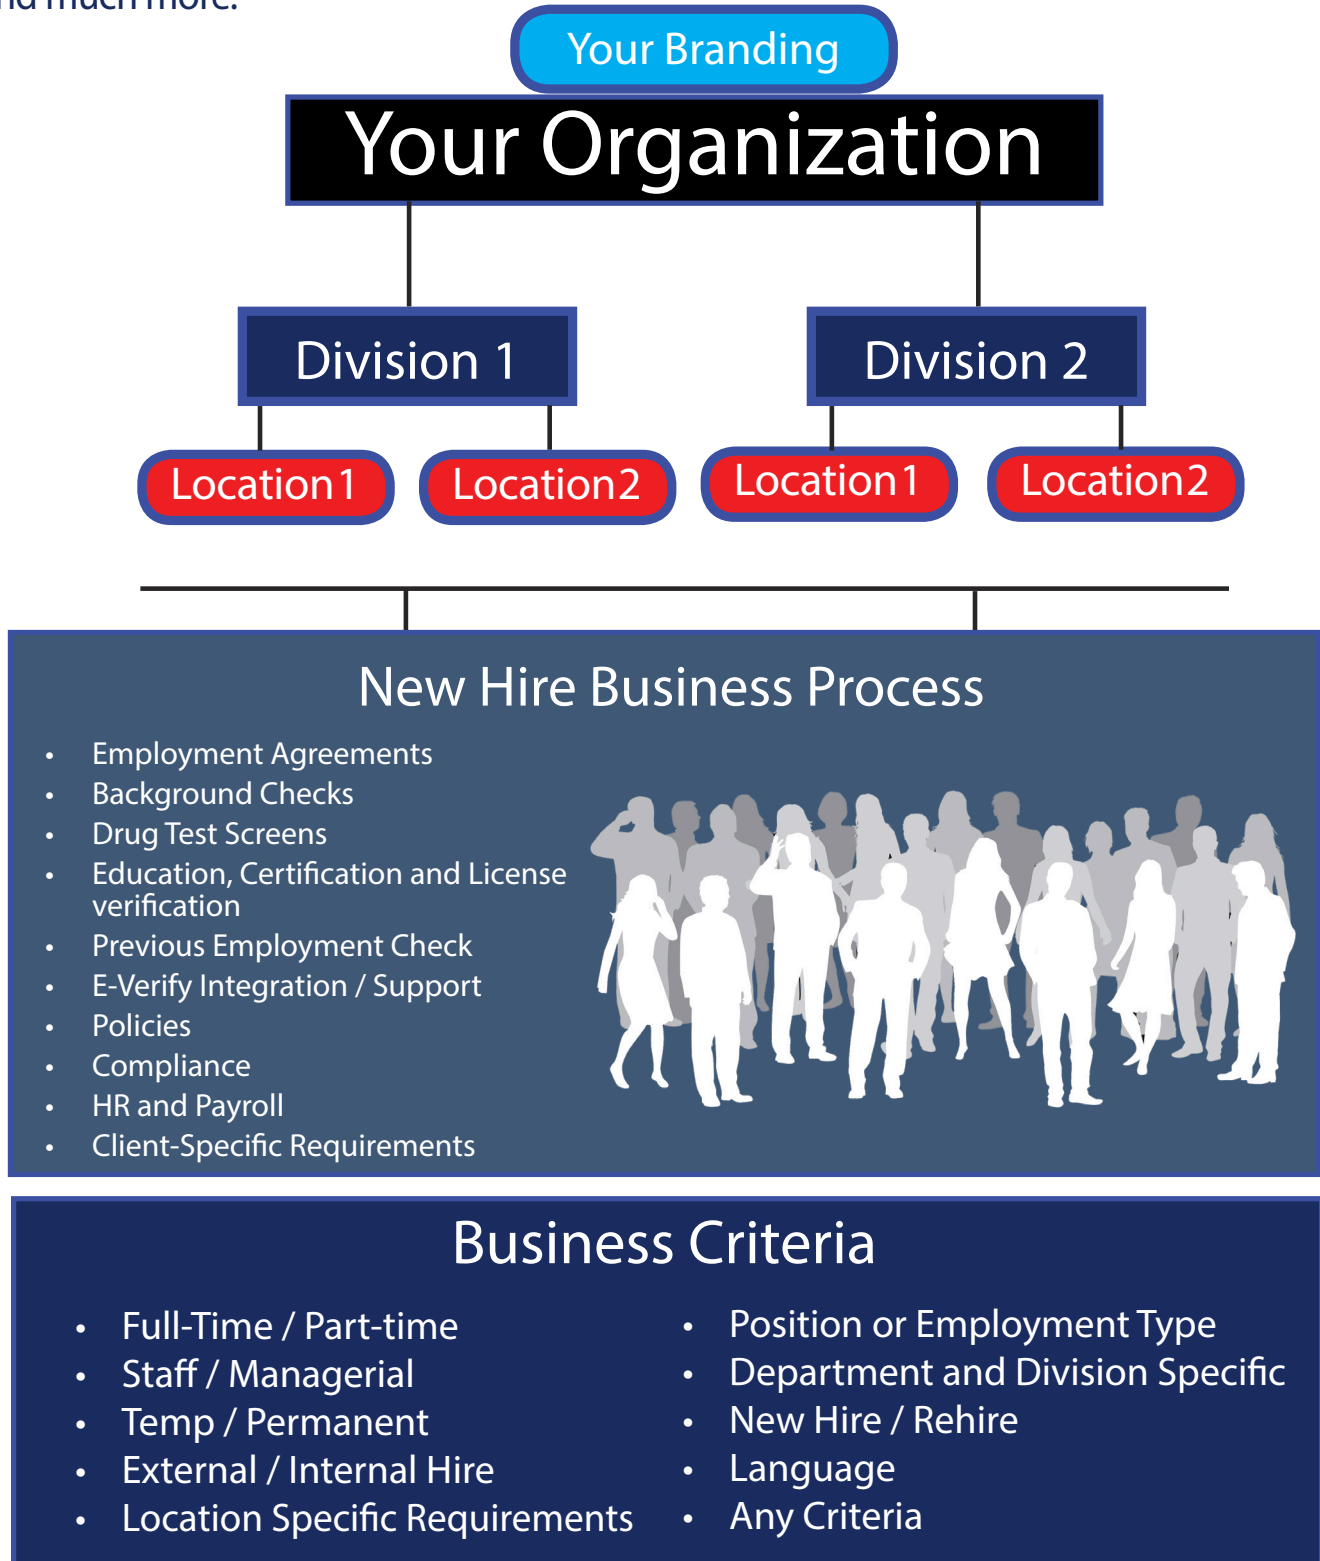 nd much more.
Your Branding
Your Organization
Division 1
Division 2
Location1
Location2
Location1
Location2
New Hire Business Process
• Employment Agreements
• Background Checks
• Drug Test Screens
• Education, Certification and License
verification
• Previous Employment Check
• E-Verify Integration / Support
• Policies
• Compliance
• HR and Payroll
• Client-Specific Requirements
Business Criteria
• Full-Time / Part-time
• Staff / Managerial
• Temp / Permanent
• External / Internal Hire
• Location Specific Requirements
• Position or Employment Type
• Department and Division Specific
• New Hire / Rehire
• Language
• Any Criteria